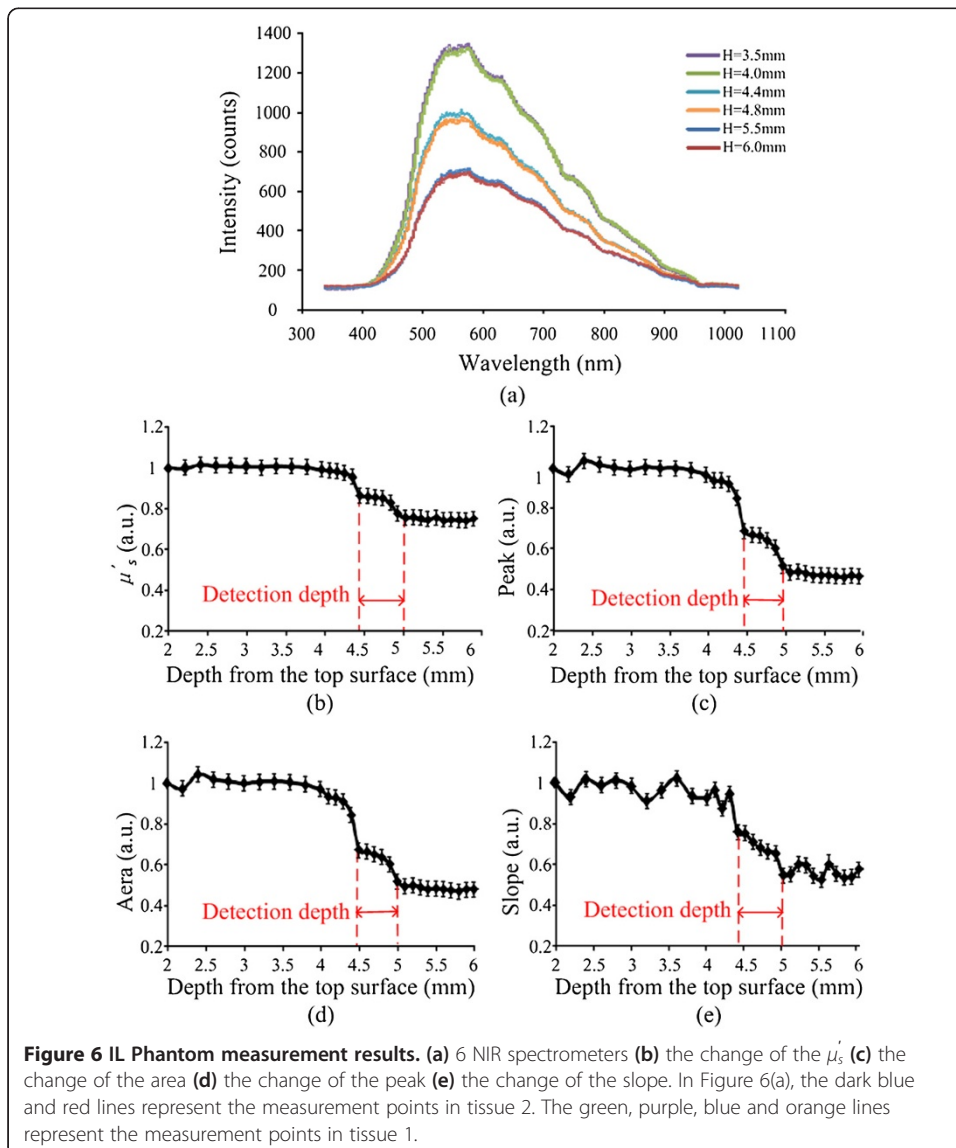 1400
1200
1000
800
600
400
200
0
Intensity (counts)
H=3.5mm
H=4.0mm
H=4.4mm
H=4.8mm
H=5.5mm
H=6.0mm
300 400 500 600 700 800 900 1000 1100
Wavelength (nm)
(a)
1.2
1
0.8
0.6
0.4
0.2
μ's (a.u.)
Detection depth
2 2.5 3 3.5 4 4.5 5 5.5 6
Depth from the top surface (mm)
(b)
1.2
1
0.8
0.6
0.4
0.2
Peak (a.u.)
Detection depth
2 2.5 3 3.5 4 4.5 5 5.5 6
Depth from the top surface (mm)
(c)
1.2
1
0.8
0.6
0.4
0.2
Aera (a.u.)
Detection depth
2 2.5 3 3.5 4 4.5 5 5.5 6
Depth from the top surface (mm)
(d)
1.2
1
0.8
0.6
0.4
0.2
Slope (a.u.)
Detection depth
2 2.5 3 3.5 4 4.5 5 5.5 6
Depth from the top surface (mm)
(e)
Figure 6 IL Phantom measurement results. (a) 6 NIR spectrometers (b) the change of the μ's (c) the
change of the area (d) the change of the peak (e) the change of the slope. In Figure 6(a), the dark blue
and red lines represent the measurement points in tissue 2. The green, purple, blue and orange lines
represent the measurement points in tissue 1.